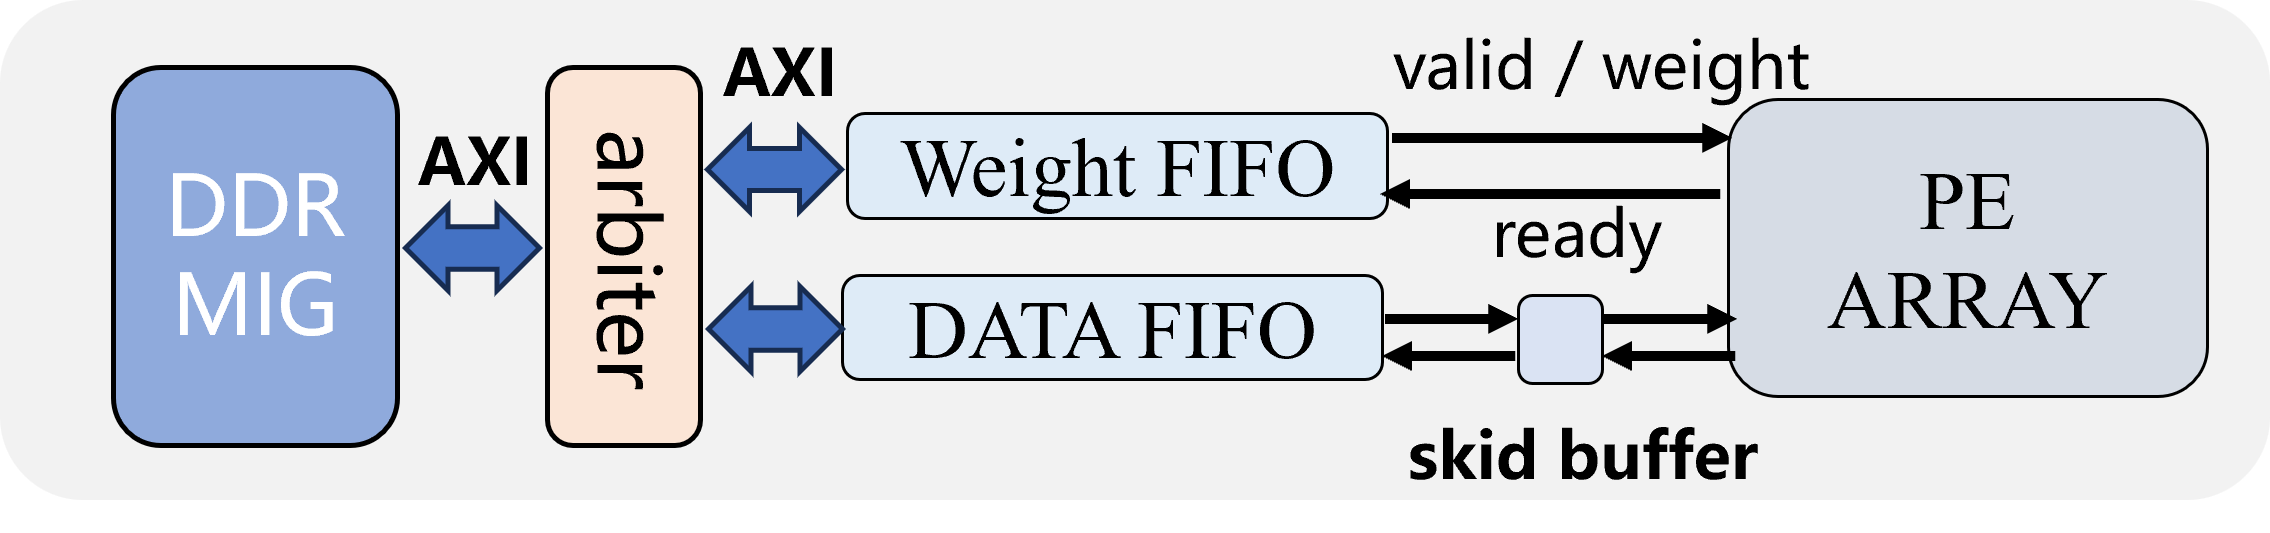 DDR
MIG
AXI
arbiter
AXI
Weight FIFO
DATA FIFO
valid / weight
ready
skid buffer
PE
ARRAY